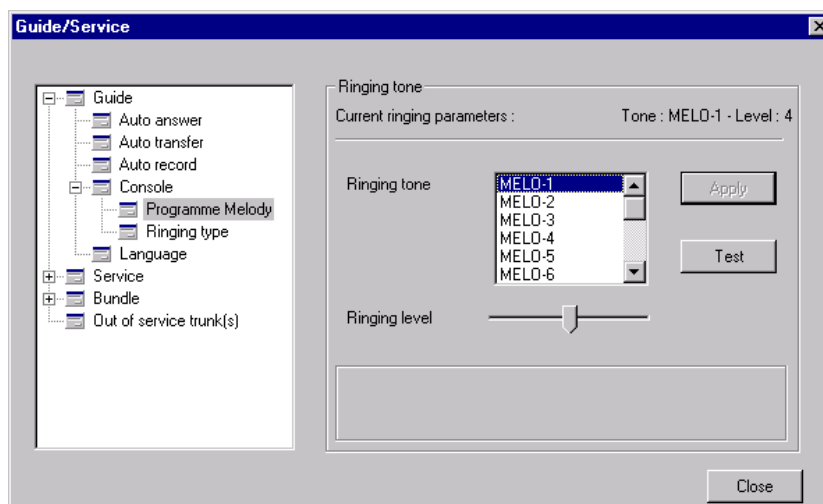 Guide/Service
Guide
Auto answer
Auto transfer
Auto record
Console
Programme Melody
Ringing type
Language
Service
Bundle
Out of service trunk(s)
Ringing tone
Current ringing parameters : Tone : MELO-1 - Level : 4
Ringing tone
MELO-1
MELO-2
MELO-3
MELO-4
MELO-5
MELO-6
Apply
Test
Ringing level
Close